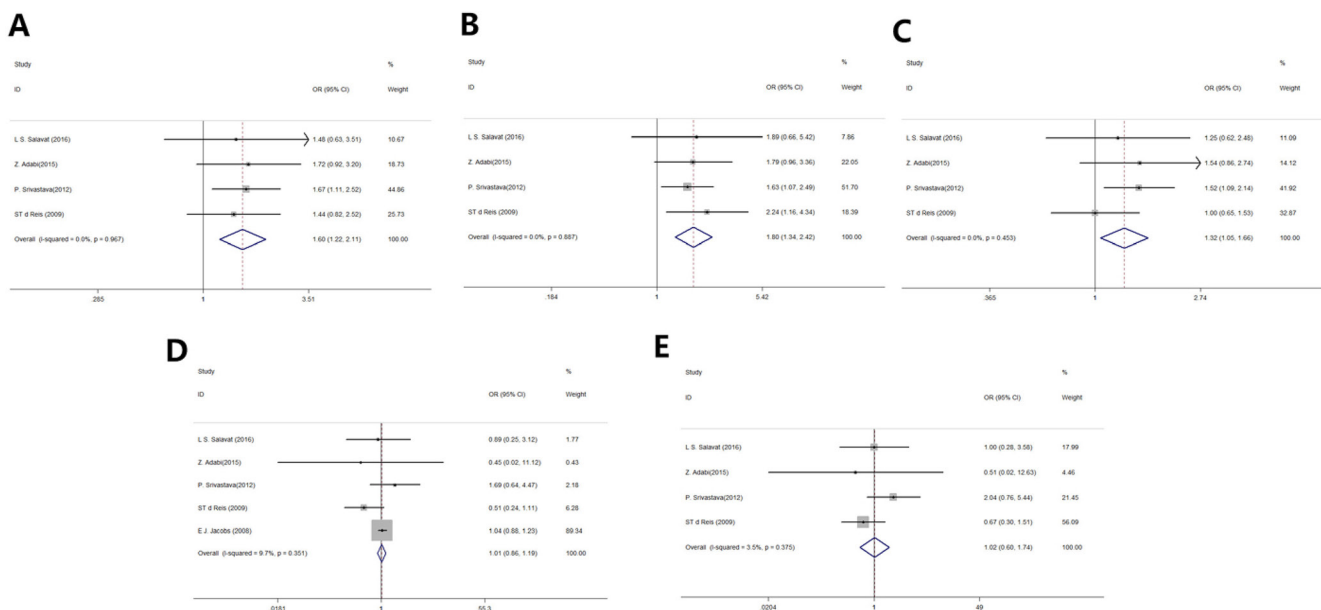 A
Study %
ID OR (95% CI) Weight
L S. Salavat (2016) 1.48 (0.63, 3.51) 10.67
Z. Adabi(2015) 1.72 (0.92, 3.20) 18.73
P. Srivastava(2012) 1.67 (1.11, 2.52) 44.86
ST d Reis (2009) 1.44 (0.82, 2.52) 25.73
Overall (I-squared = 0.0%, p = 0.967) 1.60 (1.22, 2.11) 100.00
.285 1 3.51
B
Study %
ID OR (95% CI) Weight
L S. Salavat (2016) 1.89 (0.66, 5.42) 7.86
Z. Adabi(2015) 1.79 (0.96, 3.36) 22.05
P. Srivastava(2012) 1.63 (1.07, 2.49) 51.70
ST d Reis (2009) 2.24 (1.16, 4.34) 18.39
Overall (I-squared = 0.0%, p = 0.887) 1.80 (1.34, 2.42) 100.00
.184 1 5.42
C
Study %
ID OR (95% CI) Weight
L S. Salavat (2016) 1.25 (0.62, 2.48) 11.09
Z. Adabi(2015) 1.54 (0.86, 2.74) 14.12
P. Srivastava(2012) 1.52 (1.09, 2.14) 41.92
ST d Reis (2009) 1.00 (0.65, 1.53) 32.87
Overall (I-squared = 0.0%, p = 0.453) 1.32 (1.05, 1.66) 100.00
.365 1 2.74
D
Study %
ID OR (95% CI) Weight
L S. Salavat (2016) 0.89 (0.25, 3.12) 1.77
Z. Adabi(2015) 0.45 (0.02, 11.12) 0.43
P. Srivastava(2012) 1.69 (0.64, 4.47) 2.18
ST d Reis (2009) 0.51 (0.24, 1.11) 6.28
E.J. Jacobs (2008) 1.04 (0.88, 1.23) 89.34
Overall (I-squared = 9.7%, p = 0.351) 1.01 (0.86, 1.19) 100.00
.0181 1 55.3
E
Study %
ID OR (95% CI) Weight
L S. Salavat (2016) 1.00 (0.28, 3.58) 17.99
Z. Adabi(2015) 0.51 (0.02, 12.63) 4.46
P. Srivastava(2012) 2.04 (0.76, 5.44) 21.45
ST d Reis (2009) 0.67 (0.30, 1.51) 56.09
Overall (I-squared = 3.5%, p = 0.375) 1.02 (0.60, 1.74) 100.00
.0204 1 49